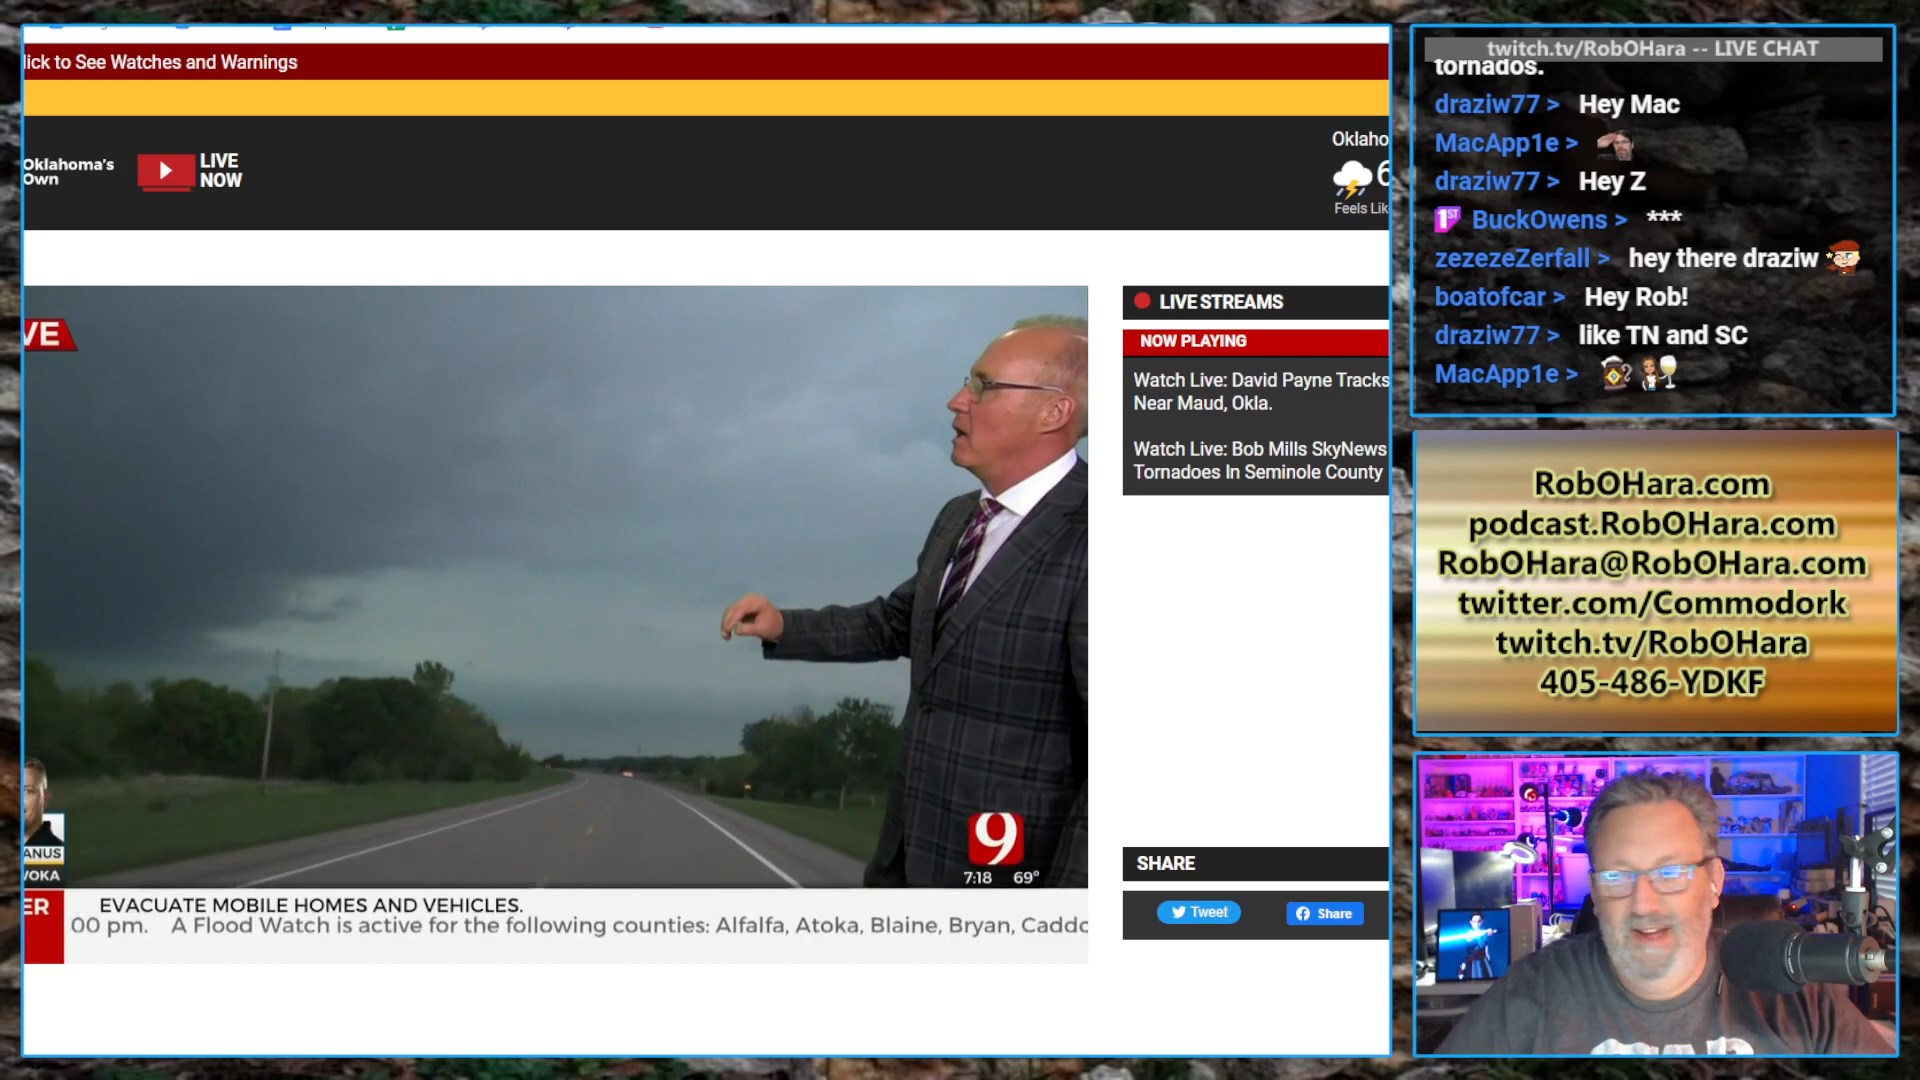 lick to See Watches and Warnings
Oklahoma's
Own
LIVE
NOW
Oklaho
6
Feels Lik
VE
LIVE STREAMS
NOW PLAYING
Watch Live: David Payne Tracks
Near Maud, Okla.
Watch Live: Bob Mills SkyNews
Tornadoes In Seminole County
9
7:18 69°
ANUS
VOKA
ER
EVACUATE MOBILE HOMES AND VEHICLES.
00 pm. A Flood Watch is active for the following counties: Alfalfa, Atoka, Blaine, Bryan, Caddo
SHARE
Tweet
Share
twitch.tv/RobOHara -- LIVE CHAT
tornados.
draziw77 > Hey Mac
MacApp1e >
draziw77 > Hey Z
1ST BuckOwens > ***
zezezeZerfall > hey there draziw
boatofcar > Hey Rob!
draziw77 > like TN and SC
MacApp1e >
RobOHara.com
podcast.RobOHara.com
RobOHara@RobOHara.com
twitter.com/Commodork
twitch.tv/RobOHara
405-486-YDKF